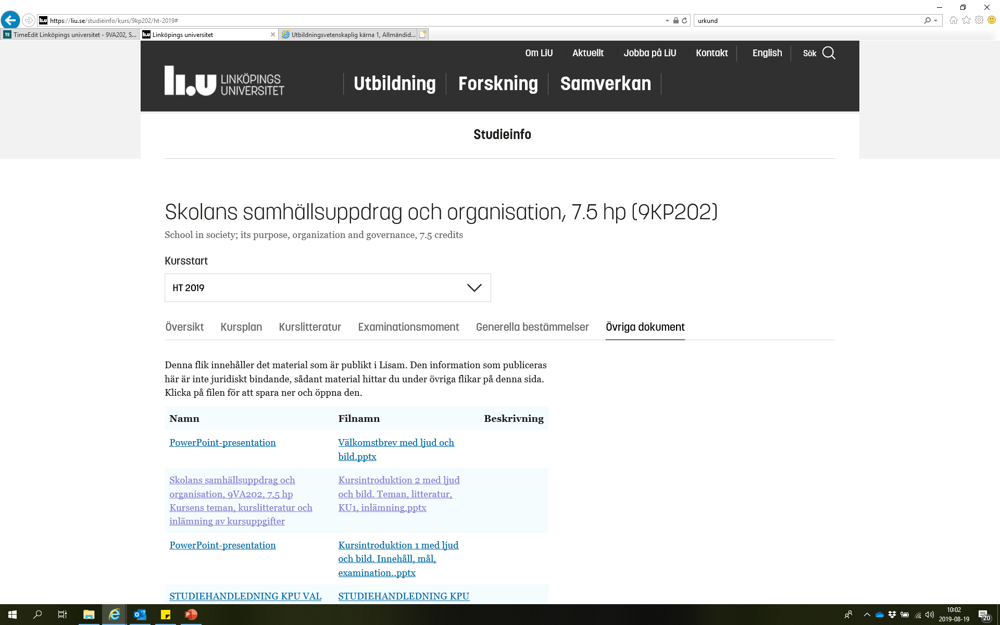 https://liu.se/studieinfo/kurs/9kp202/ht-2019#
urkund
TE TimeEdit Linköpings universitet - 9VA202, S...
Linköpings universitet
Utbildningsvetenskaplig kärna 1, Allmändid...
Om LiU Aktuellt Jobba på LiU Kontakt English Sök
li.u LINKÖPINGS UNIVERSITET
Utbildning Forskning Samverkan
Studieinfo
Skolans samhällsuppdrag och organisation, 7.5 hp (9KP202)
School in society; its purpose, organization and governance, 7.5 credits
Kursstart
HT 2019
Översikt Kursplan Kurslitteratur Examinationsmoment Generella bestämmelser Övriga dokument
Denna flik innehåller det material som är publikt i Lisam. Den information som publiceras
här är inte juridiskt bindande, sådant material hittar du under övriga flikar på denna sida.
Klicka på filen för att spara ner och öppna den.
Namn Filnamn Beskrivning
PowerPoint-presentation
Välkomstbrev med ljud och
bild.pptx
Skolans samhällsuppdrag och
organisation, 9VA202, 7,5 hp
Kursens teman, kurslitteratur och
inlämning av kursuppgifter
Kursintroduktion 2 med ljud
och bild. Teman, litteratur,
KU1, inlämning.pptx
PowerPoint-presentation
Kursintroduktion 1 med ljud
och bild. Innehåll, mål,
examination..pptx
STUDIEHANDLEDNING KPU VAL
STUDIEHANDLEDNING KPU
10:02
2019-08-19
20